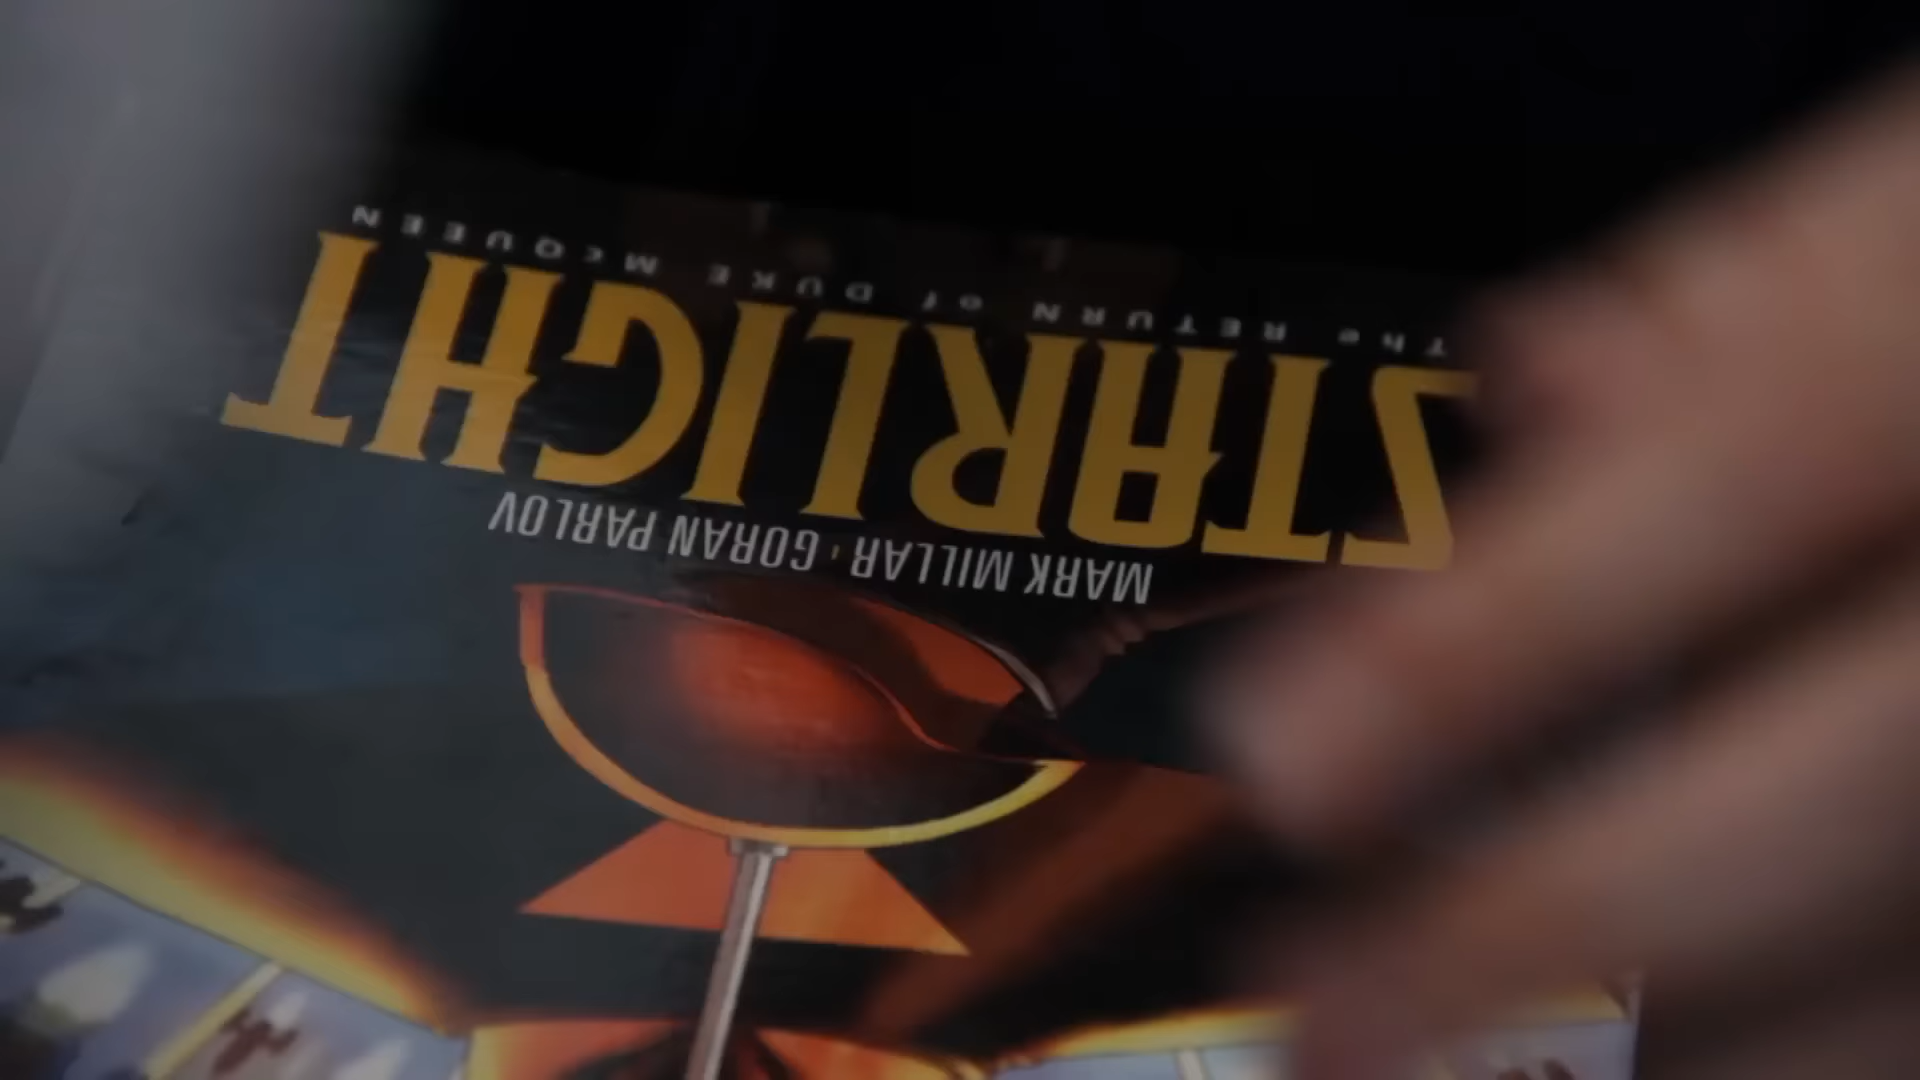 MARK MILLAR · GORAN PARLOV
STARLIGHT
The RETURN of DUKE McQUEEN